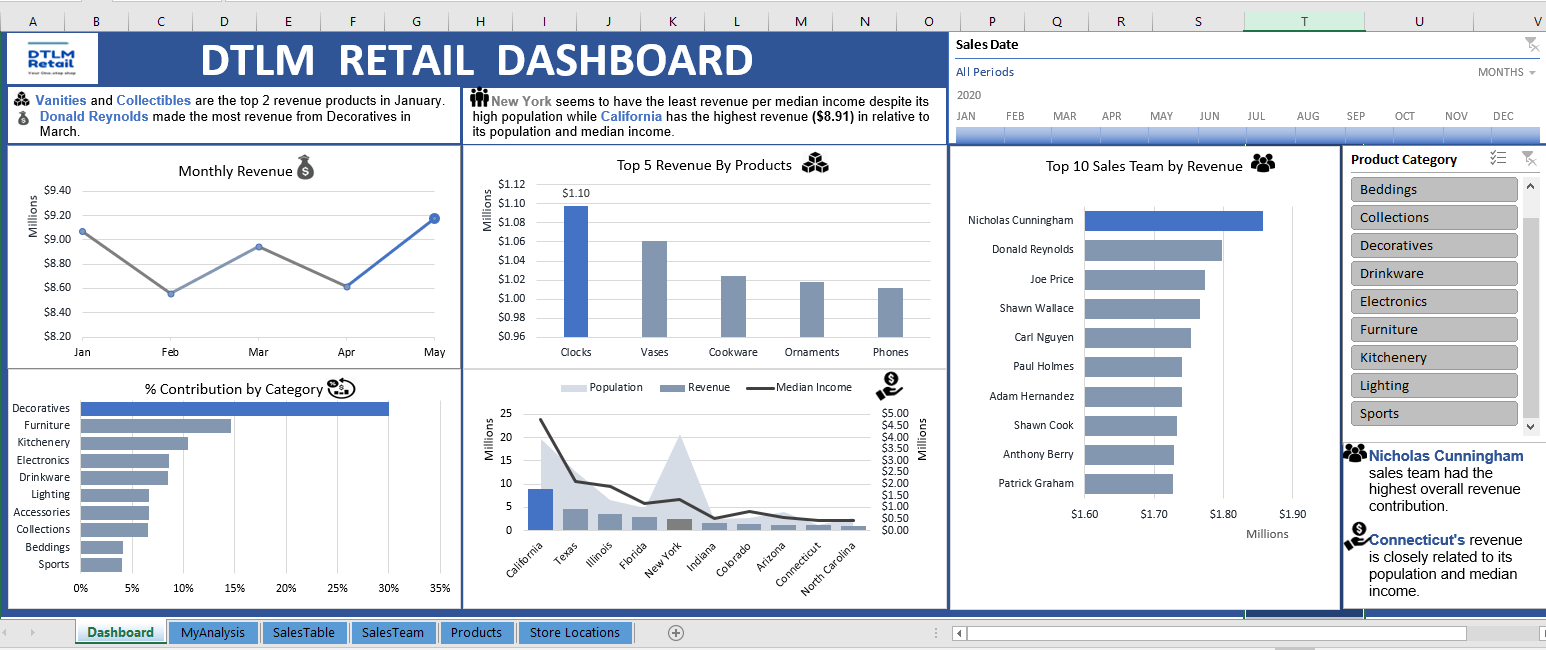 A B C D E F G H I J K L M N O P Q R S T U V
DTLM
Retail
Your One-stop shop
DTLM RETAIL DASHBOARD
Vanities and Collectibles are the top 2 revenue products in January.
Donald Reynolds made the most revenue from Decoratives in
March.
New York seems to have the least revenue per median income despite its
high population while California has the highest revenue ($8.91) in relative to
its population and median income.
Sales Date
All Periods
MONTHS
2020
JAN FEB MAR APR MAY JUN JUL AUG SEP OCT NOV DEC
Monthly Revenue
Millions
$9.40
$9.20
$9.00
$8.80
$8.60
$8.40
$8.20
Jan Feb Mar Apr May
Top 5 Revenue By Products
Millions
$1.12
$1.10
$1.08
$1.06
$1.04
$1.02
$1.00
$0.98
$0.96
$1.10
Clocks Vases Cookware Ornaments Phones
% Contribution by Category
Decoratives
Furniture
Kitchenery
Electronics
Drinkware
Lighting
Accessories
Collections
Beddings
Sports
0% 5% 10% 15% 20% 25% 30% 35%
Population Revenue Median Income
Millions
25
20
15
10
5
0
$5.00
$4.50
$4.00
$3.50
$3.00
$2.50
$2.00
$1.50
$1.00
$0.50
$0.00
Millions
California Texas Illinois Florida New York Indiana Colorado Arizona Connecticut North Carolina
Top 10 Sales Team by Revenue
Nicholas Cunningham
Donald Reynolds
Joe Price
Shawn Wallace
Carl Nguyen
Paul Holmes
Adam Hernandez
Shawn Cook
Anthony Berry
Patrick Graham
$1.60 $1.70 $1.80 $1.90
Millions
Product Category
Beddings
Collections
Decoratives
Drinkware
Electronics
Furniture
Kitchenery
Lighting
Sports
Nicholas Cunningham
sales team had the
highest overall revenue
contribution.
Connecticut's revenue
is closely related to its
population and median
income.
Dashboard MyAnalysis SalesTable SalesTeam Products Store Locations